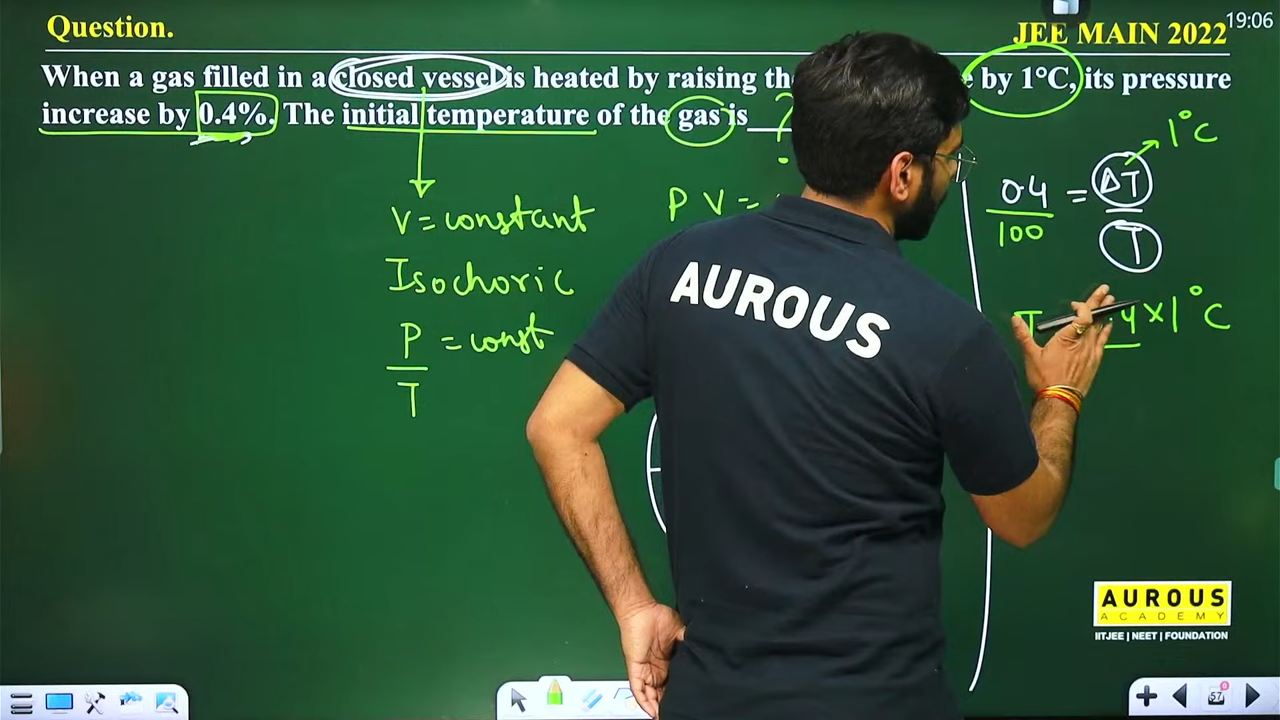 Question.
JEE MAIN 2022
19:06
When a gas filled in a closed vessel is heated by raising by 1°C, its pressure
increase by 0.4%. The initial temperature of the gas is ?
V = constant
Isochoric
P = const
T
P V =
0.4 = ΔT → 1°C
100 T
× 1°C
AUROUS
AUROUS
ACADEMY
IITJEE | NEET | FOUNDATION
57